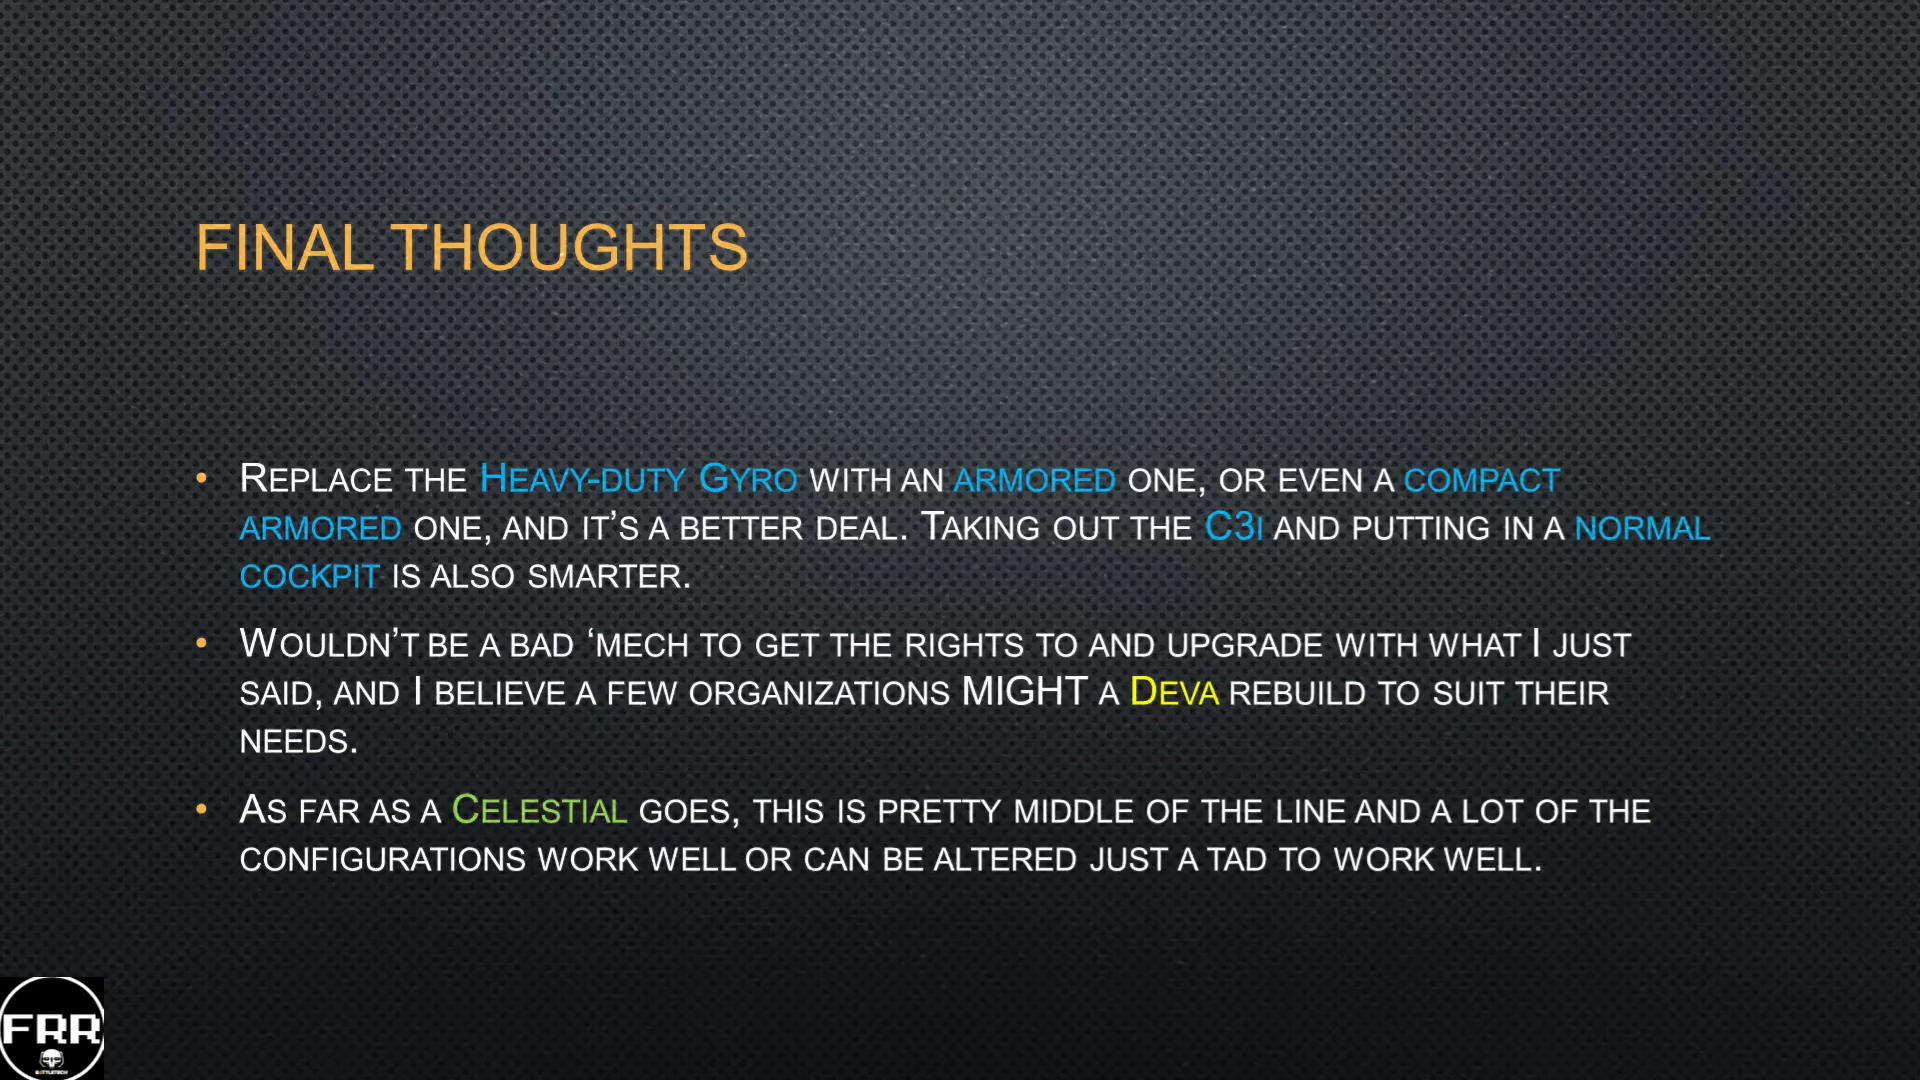 FINAL THOUGHTS
• REPLACE THE HEAVY-DUTY GYRO WITH AN ARMORED ONE, OR EVEN A COMPACT
ARMORED ONE, AND IT’S A BETTER DEAL. TAKING OUT THE C3I AND PUTTING IN A NORMAL
COCKPIT IS ALSO SMARTER.
• WOULDN’T BE A BAD ‘MECH TO GET THE RIGHTS TO AND UPGRADE WITH WHAT I JUST
SAID, AND I BELIEVE A FEW ORGANIZATIONS MIGHT A DEVA REBUILD TO SUIT THEIR
NEEDS.
• AS FAR AS A CELESTIAL GOES, THIS IS PRETTY MIDDLE OF THE LINE AND A LOT OF THE
CONFIGURATIONS WORK WELL OR CAN BE ALTERED JUST A TAD TO WORK WELL.
FRR
BATTLETECH